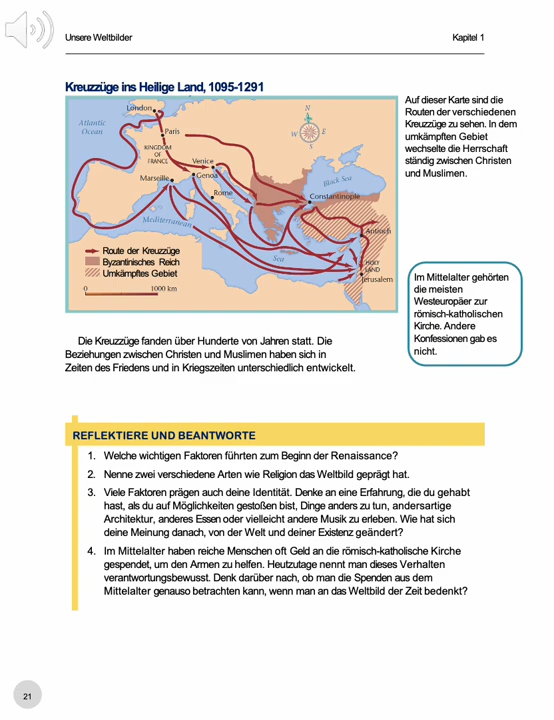 Unsere Weltbilder
Kapitel 1
Kreuzzüge ins Heilige Land, 1095-1291
London
Atlantic
Ocean
Paris
KINGDOM
OF
FRANCE
Venice
Genoa
Marseille
Rome
Black Sea
Constantinople
Mediterranean
Sea
Antioch
HOLY
LAND
Jerusalem
N
W
E
S
Route der Kreuzzüge
Byzantinisches Reich
Umkämpftes Gebiet
0
1000 km
Auf dieser Karte sind die
Routen der verschiedenen
Kreuzzüge zu sehen. In dem
umkämpften Gebiet
wechselte die Herrschaft
ständig zwischen Christen
und Muslimen.
Im Mittelalter gehörten
die meisten
Westeuropäer zur
römisch-katholischen
Kirche. Andere
Konfessionen gab es
nicht.
Die Kreuzzüge fanden über Hunderte von Jahren statt. Die
Beziehungen zwischen Christen und Muslimen haben sich in
Zeiten des Friedens und in Kriegszeiten unterschiedlich entwickelt.
REFLEKTIERE UND BEANTWORTE
1. Welche wichtigen Faktoren führten zum Beginn der Renaissance?
2. Nenne zwei verschiedene Arten wie Religion das Weltbild geprägt hat.
3. Viele Faktoren prägen auch deine Identität. Denke an eine Erfahrung, die du gehabt
hast, als du auf Möglichkeiten gestoßen bist, Dinge anders zu tun, andersartige
Architektur, anderes Essen oder vielleicht andere Musik zu erleben. Wie hat sich
deine Meinung danach, von der Welt und deiner Existenz geändert?
4. Im Mittelalter haben reiche Menschen oft Geld an die römisch-katholische Kirche
gespendet, um den Armen zu helfen. Heutzutage nennt man dieses Verhalten
verantwortungsbewusst. Denk darüber nach, ob man die Spenden aus dem
Mittelalter genauso betrachten kann, wenn man an das Weltbild der Zeit bedenkt?
21